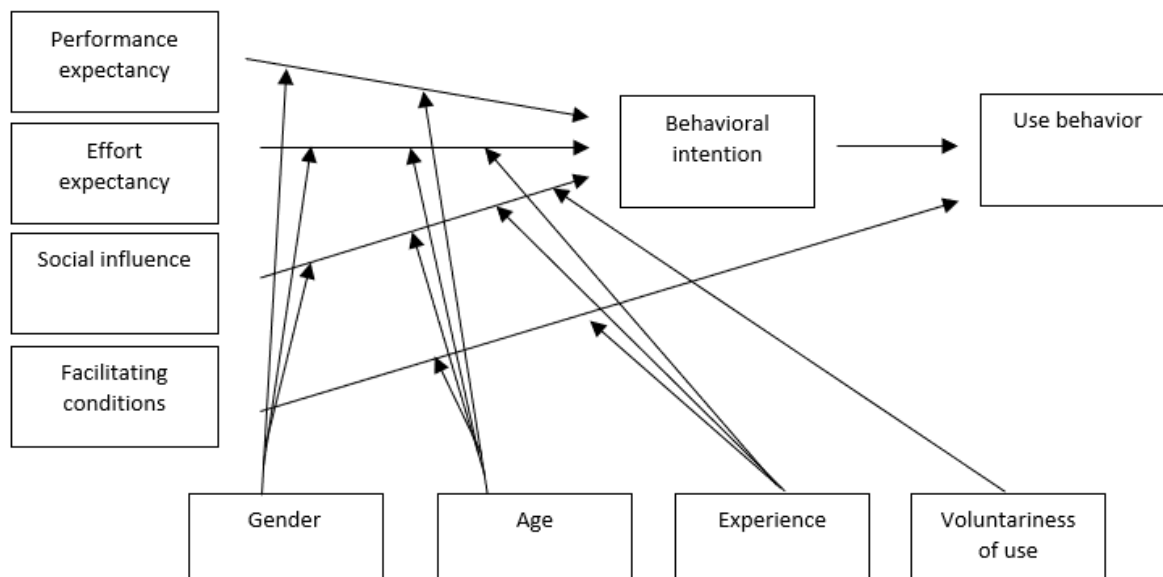 Performance
expectancy
Effort
expectancy
Social influence
Facilitating
conditions
Behavioral
intention
Use behavior
Gender
Age
Experience
Voluntariness
of use